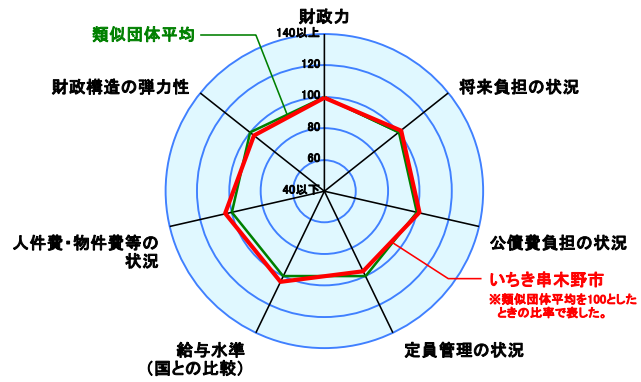 財政力
140以上
類似団体平均
120
財政構造の弾力性
将来負担の状況
100
80
60
40以下
人件費・物件費等の
状況
公債費負担の状況
いちき串木野市
※類似団体平均を100とした
ときの比率で表した。
給与水準
（国との比較）
定員管理の状況